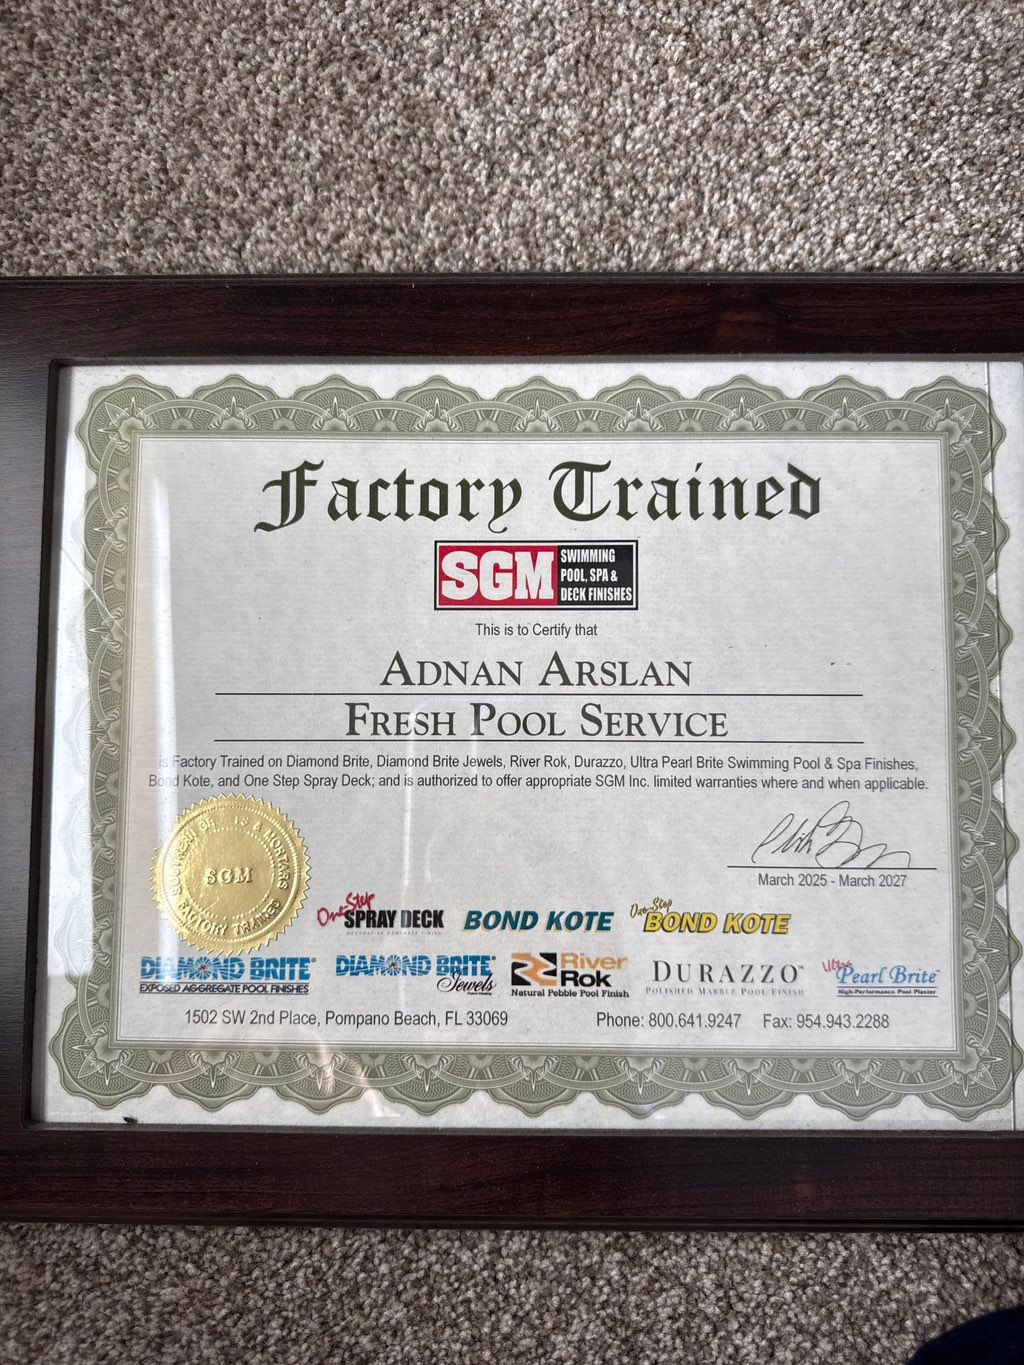 Factory Trained
SGM SWIMMING
POOL, SPA &
DECK FINISHES
This is to Certify that
ADNAN ARSLAN
FRESH POOL SERVICE
is Factory Trained on Diamond Brite, Diamond Brite Jewels, River Rok, Durazzo, Ultra Pearl Brite Swimming Pool & Spa Finishes,
Bond Kote, and One Step Spray Deck; and is authorized to offer appropriate SGM Inc. limited warranties where and when applicable.
SGM
FACTORY TRAINED
March 2025 - March 2027
One-Step
SPRAY DECK
DECORATIVE CONCRETE FINISH
BOND KOTE
One-Step
BOND KOTE
DIAMOND BRITE®
EXPOSED AGGREGATE POOL FINISHES
DIAMOND BRITE®
Jewels
River
Rok
Natural Pebble Pool Finish
DURAZZO™
POLISHED MARBLE POOL FINISH
Ultra
Pearl Brite™
High-Performance Pool Plaster
1502 SW 2nd Place, Pompano Beach, FL 33069
Phone: 800.641.9247 Fax: 954.943.2288